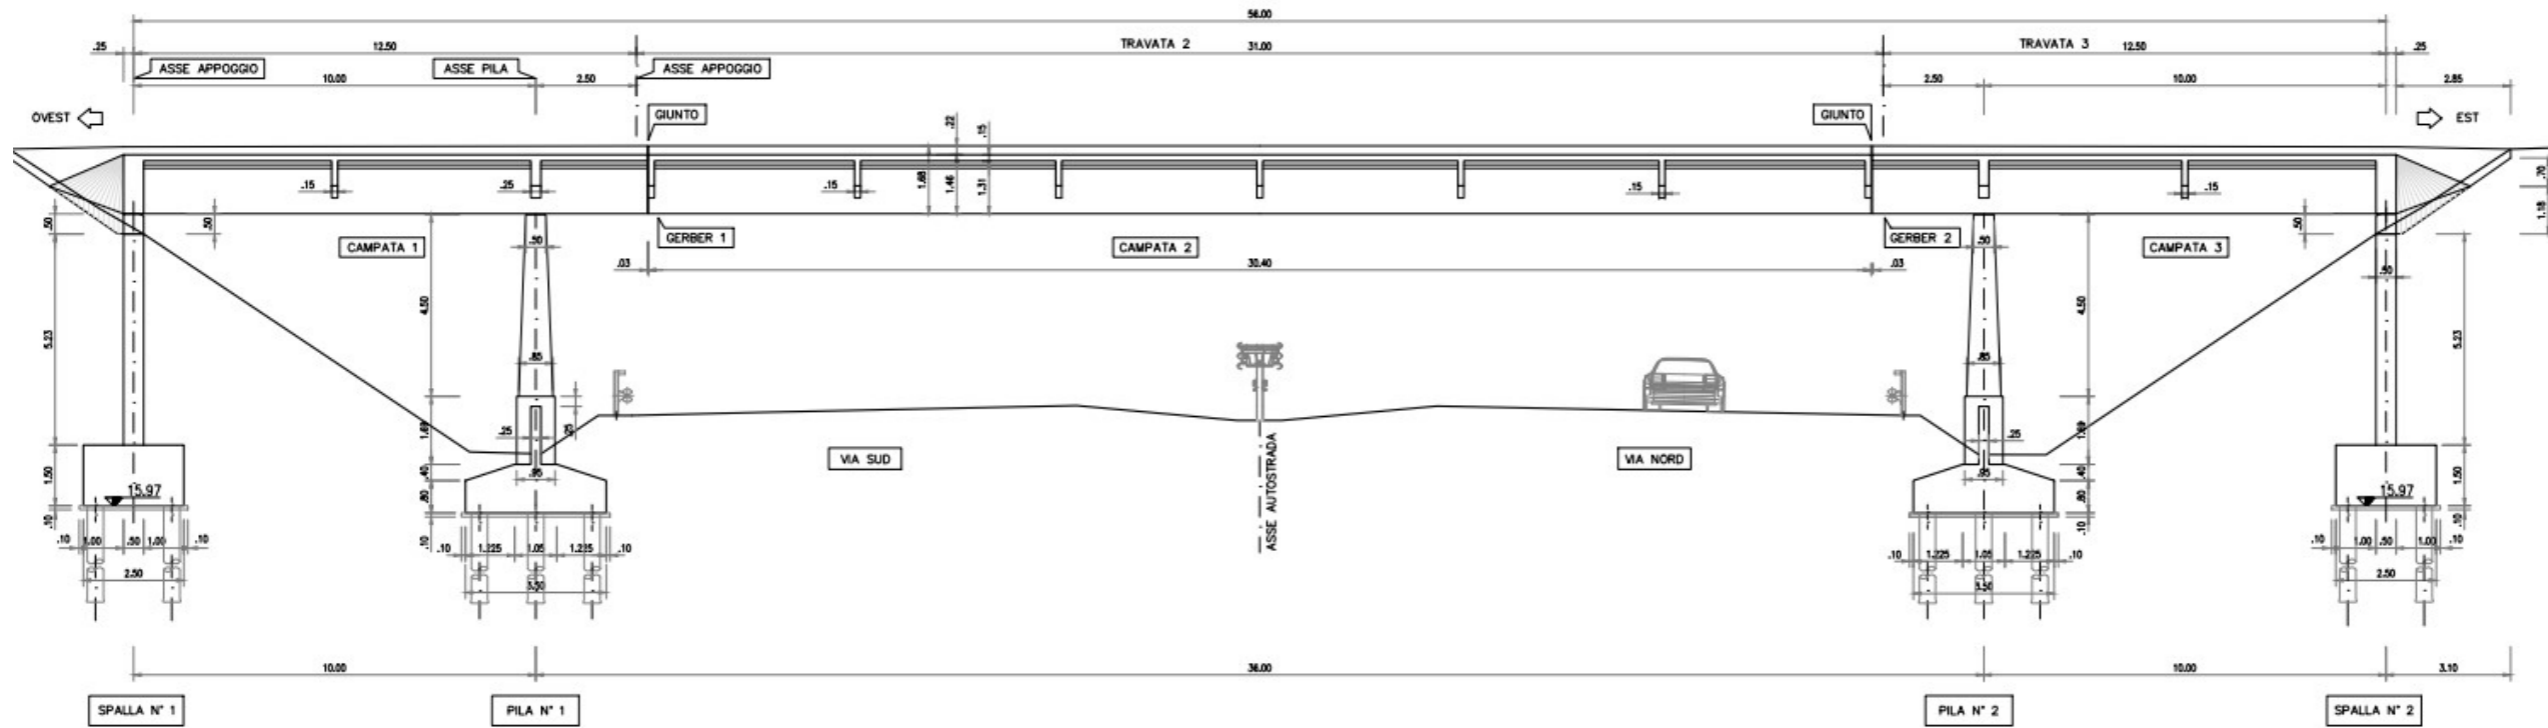 56.00
.25 12.50 TRAVATA 2 31.00 TRAVATA 3 12.50 .25
ASSE APPOGGIO ASSE PILA ASSE APPOGGIO
10.00 2.50 2.50 10.00 2.85
OVEST GIUNTO GIUNTO EST
.22 .15
1.68 1.46 1.31
.15 .25 .15 .15 .15
.70
1.18
.50 .50 .50
GERBER 1 GERBER 2
CAMPATA 1 .50 CAMPATA 2 .50 CAMPATA 3
.03 30.40 .03
.50
4.50 4.50
5.23 5.23
.85 .85
1.69 .25 .25 .25 1.69
VIA SUD VIA NORD
ASSE AUTOSTRADA
.40 .95 .95 .40
1.50 15.97 .80 .80 15.97 1.50
.10 .10 .10 .10
.10 1.00 .50 1.00 .10 .10 1.225 1.05 1.225 .10 .10 1.225 1.05 1.225 .10 .10 1.00 .50 1.00 .10
2.50 3.50 3.50 2.50
10.00 36.00 10.00 3.10
SPALLA N° 1 PILA N° 1 PILA N° 2 SPALLA N° 2